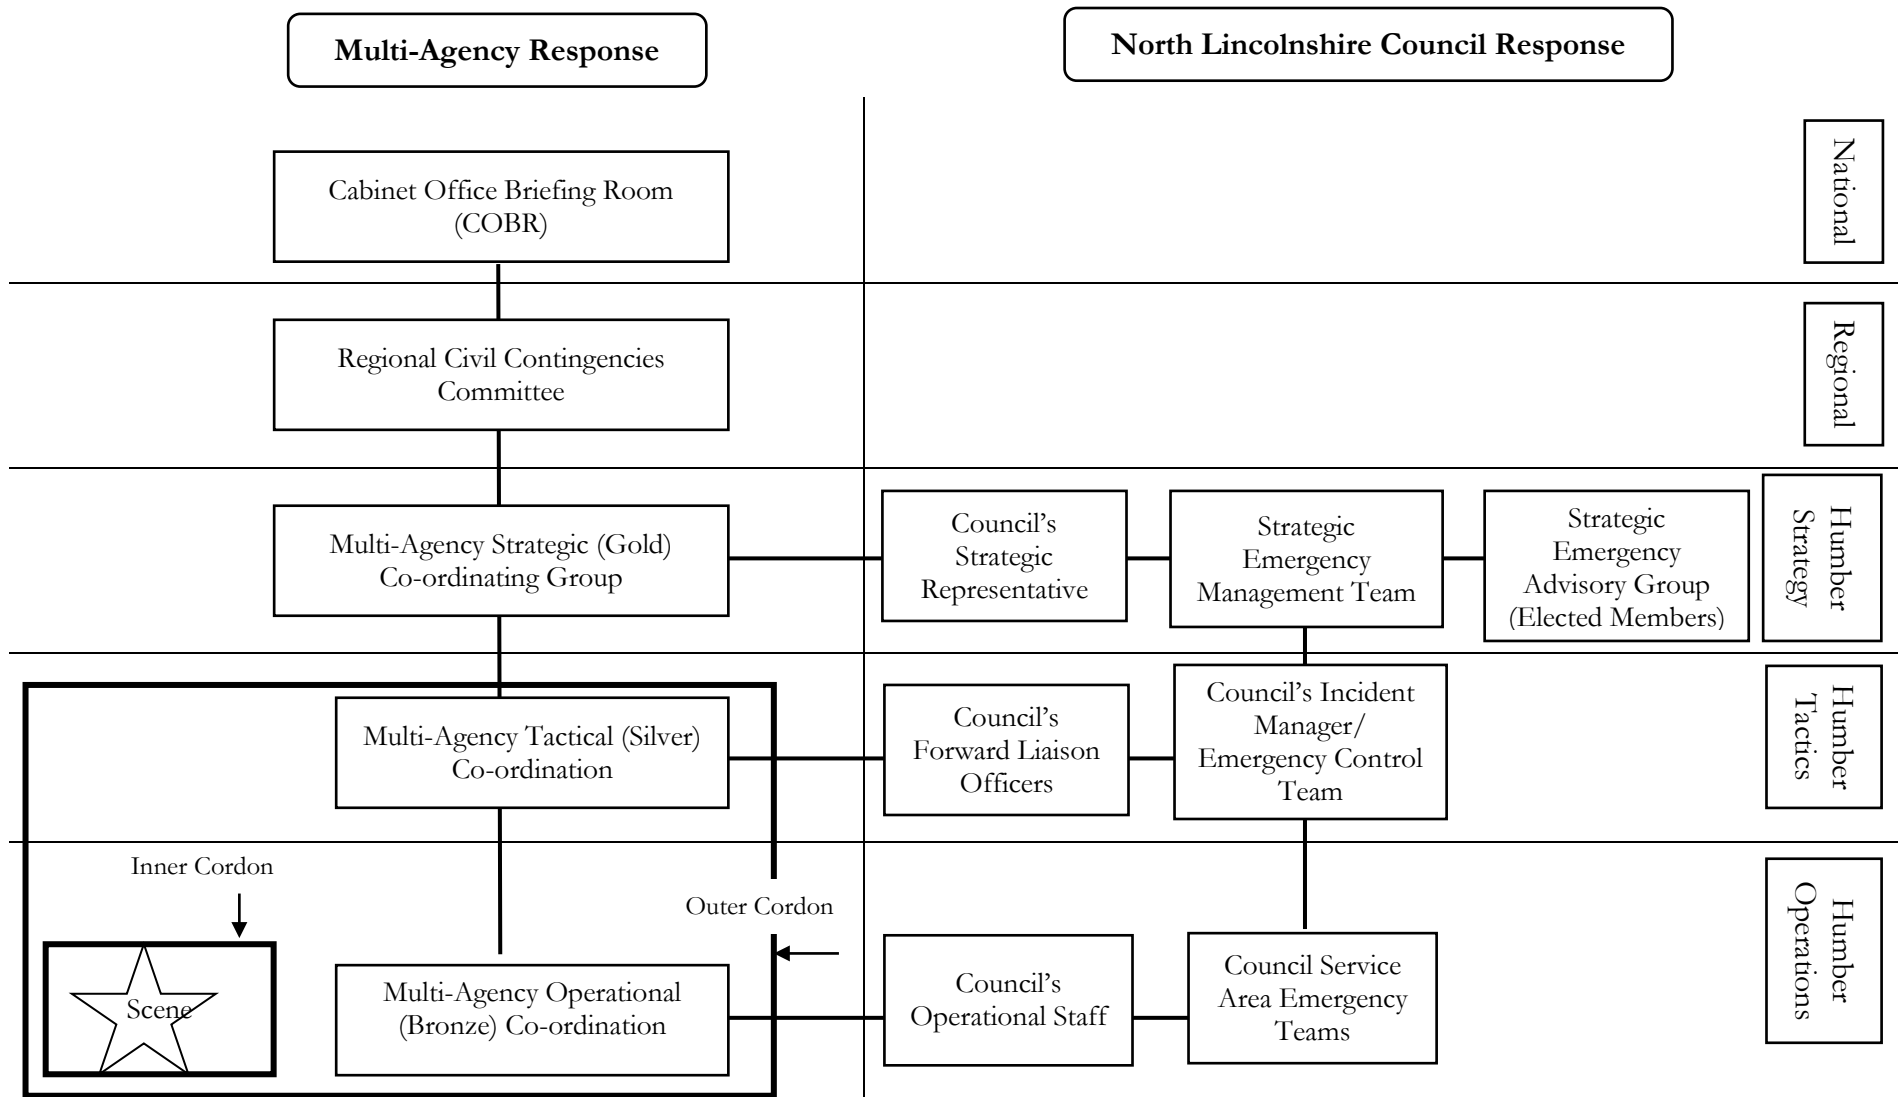 Multi-Agency Response
North Lincolnshire Council Response
Cabinet Office Briefing Room
(COBR)
National
Regional Civil Contingencies
Committee
Regional
Multi-Agency Strategic (Gold)
Co-ordinating Group
Council's
Strategic
Representative
Strategic
Emergency
Management Team
Strategic
Emergency
Advisory Group
(Elected Members)
Humber
Strategy
Multi-Agency Tactical (Silver)
Co-ordination
Council's
Forward Liaison
Officers
Council's Incident
Manager/
Emergency Control
Team
Humber
Tactics
Inner Cordon
Outer Cordon
Scene
Multi-Agency Operational
(Bronze) Co-ordination
Council's
Operational Staff
Council Service
Area Emergency
Teams
Humber
Operations